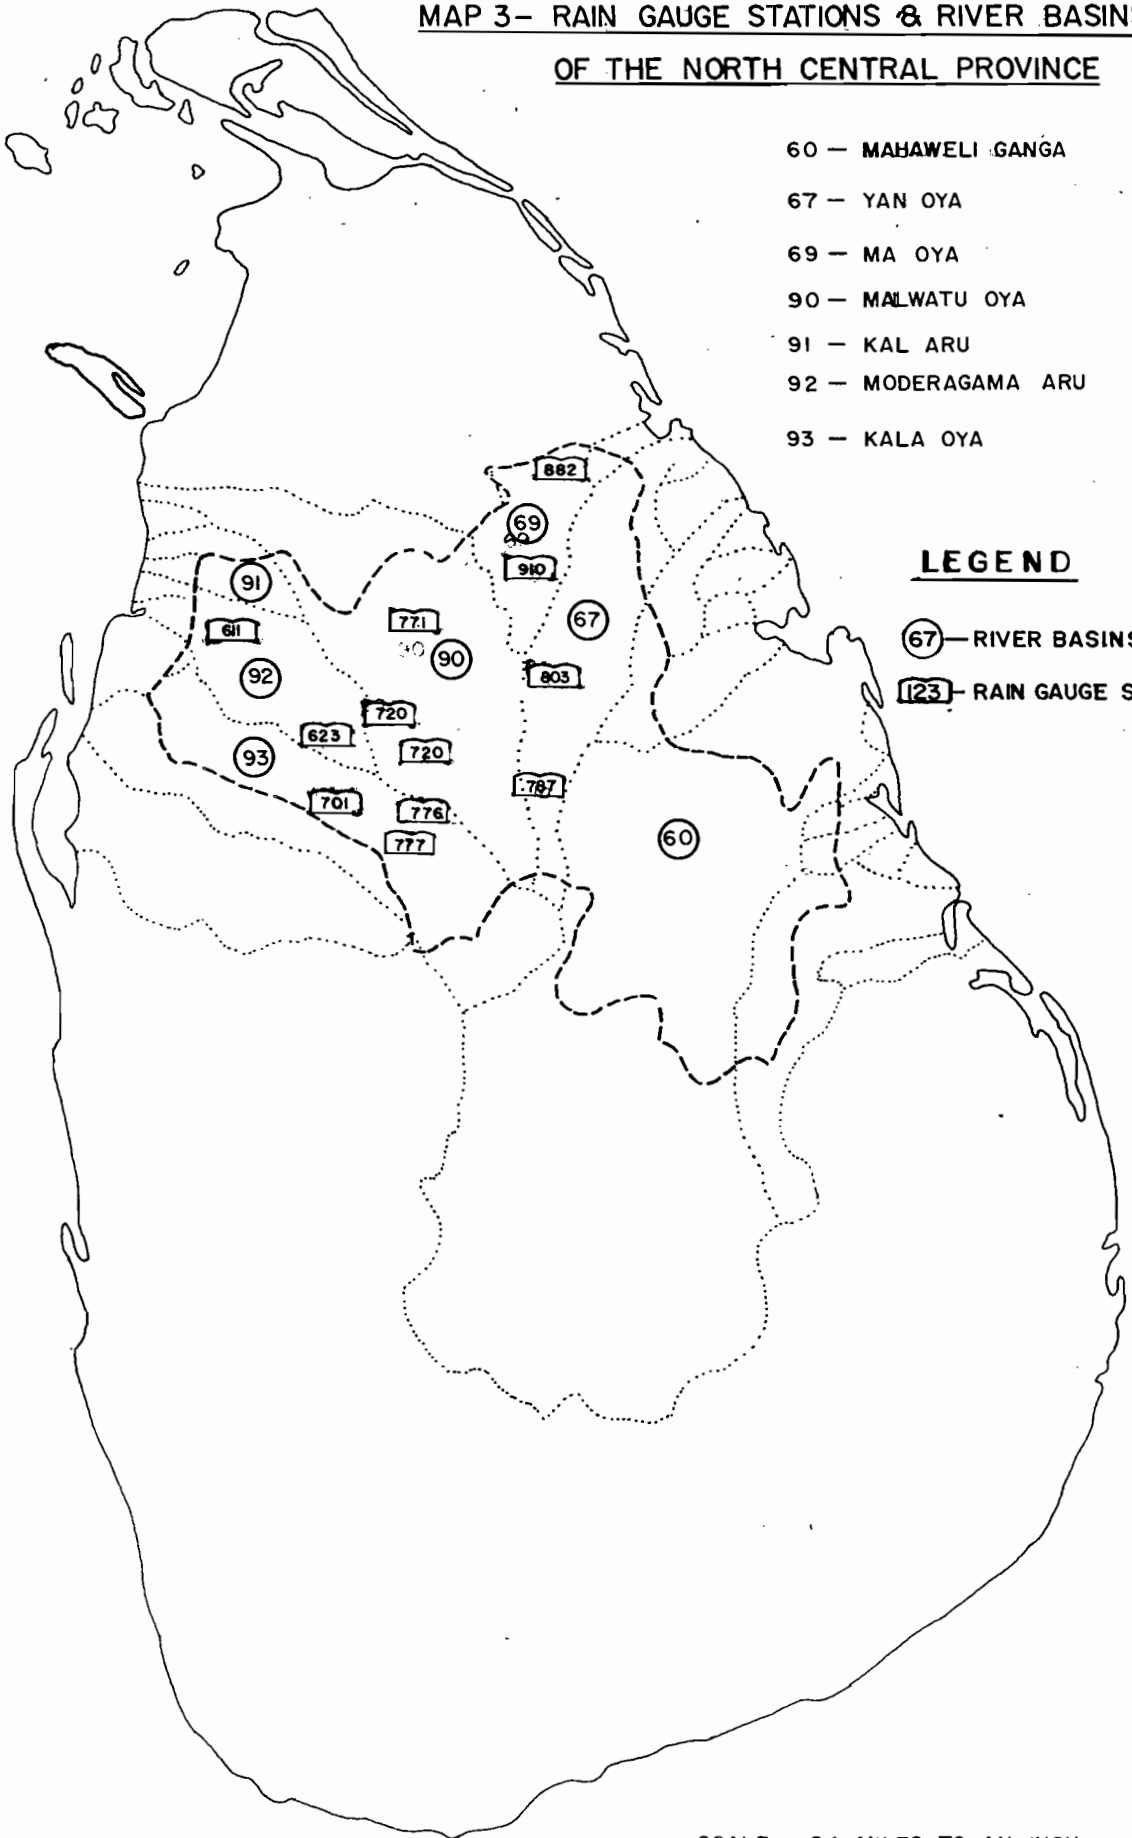 MAP 3– RAIN GAUGE STATIONS & RIVER BASINS
OF THE NORTH CENTRAL PROVINCE
60 — MAHAWELI GANGA
67 — YAN OYA
69 — MA OYA
90 — MALWATU OYA
91 — KAL ARU
92 — MODERAGAMA ARU
93 — KALA OYA
882
69
910
91
LEGEND
771
67
611
67 — RIVER BASINS
90
90
92
803
123 — RAIN GAUGE S
720
623
720
93
787
701
776
60
777